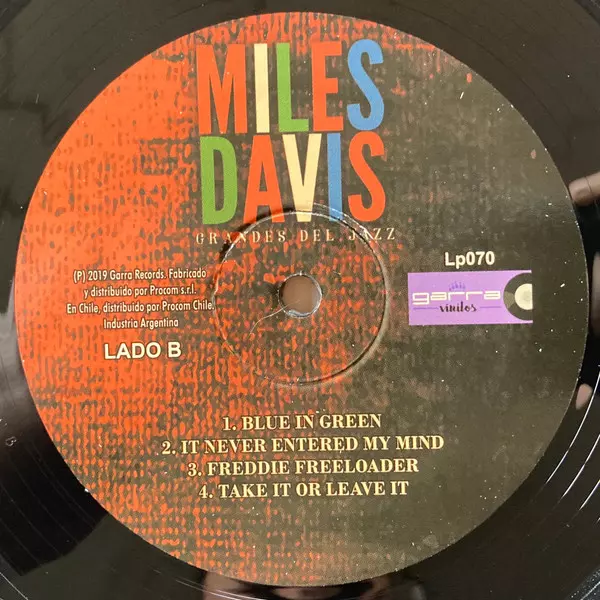 MILES
DAVIS
GRANDES DEL JAZZ
Lp070
garra
vinilos
(P) 2019 Garra Records. Fabricado
y distribuido por Procom s.r.l.
En Chile, distribuido por Procom Chile.
Industria Argentina
LADO B
1. BLUE IN GREEN
2. IT NEVER ENTERED MY MIND
3. FREDDIE FREELOADER
4. TAKE IT OR LEAVE IT